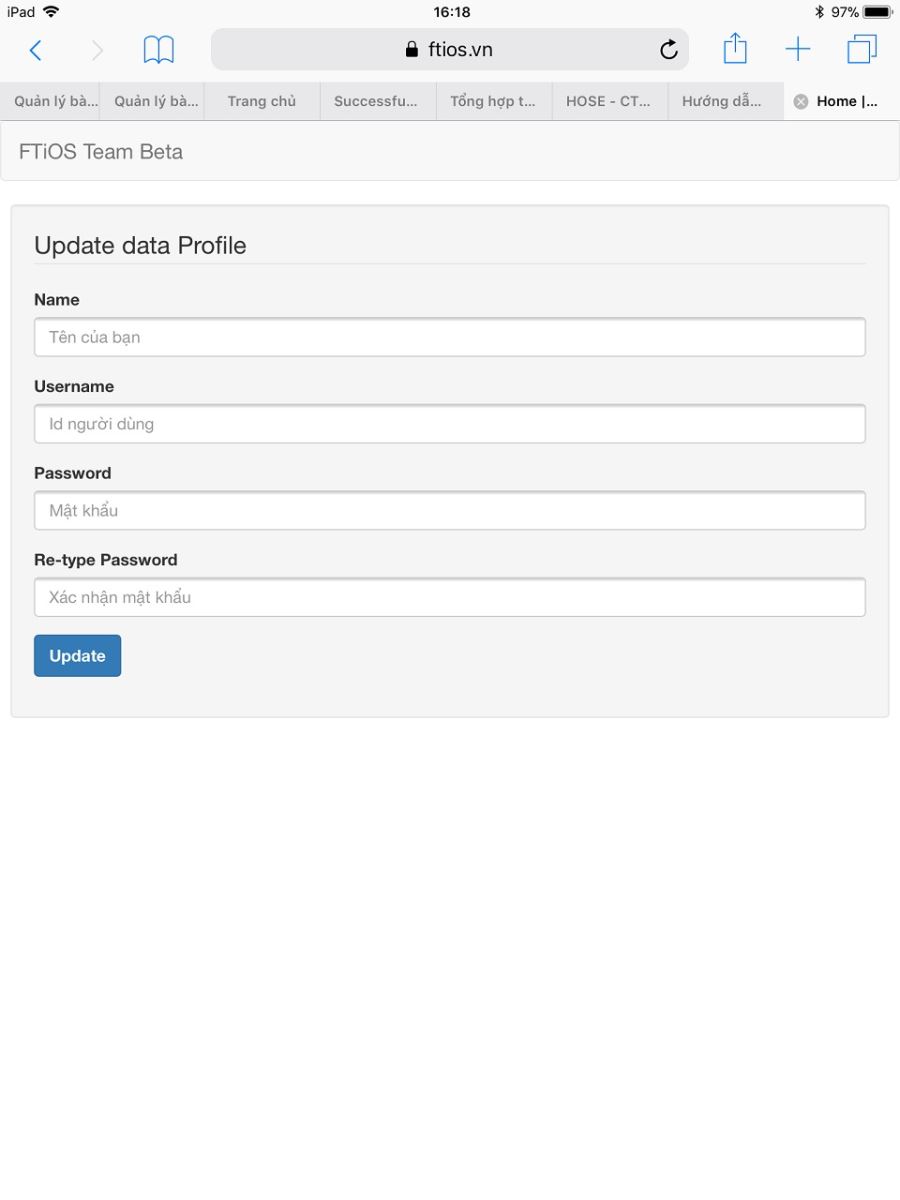 iPad 16:18 97%
ftios.vn
Quản lý bà... Quản lý bà... Trang chủ Successfu... Tổng hợp t... HOSE - CT... Hướng dẫ... Home |...
FTiOS Team Beta
Update data Profile
Name
Tên của bạn
Username
Id người dùng
Password
Mật khẩu
Re-type Password
Xác nhận mật khẩu
Update